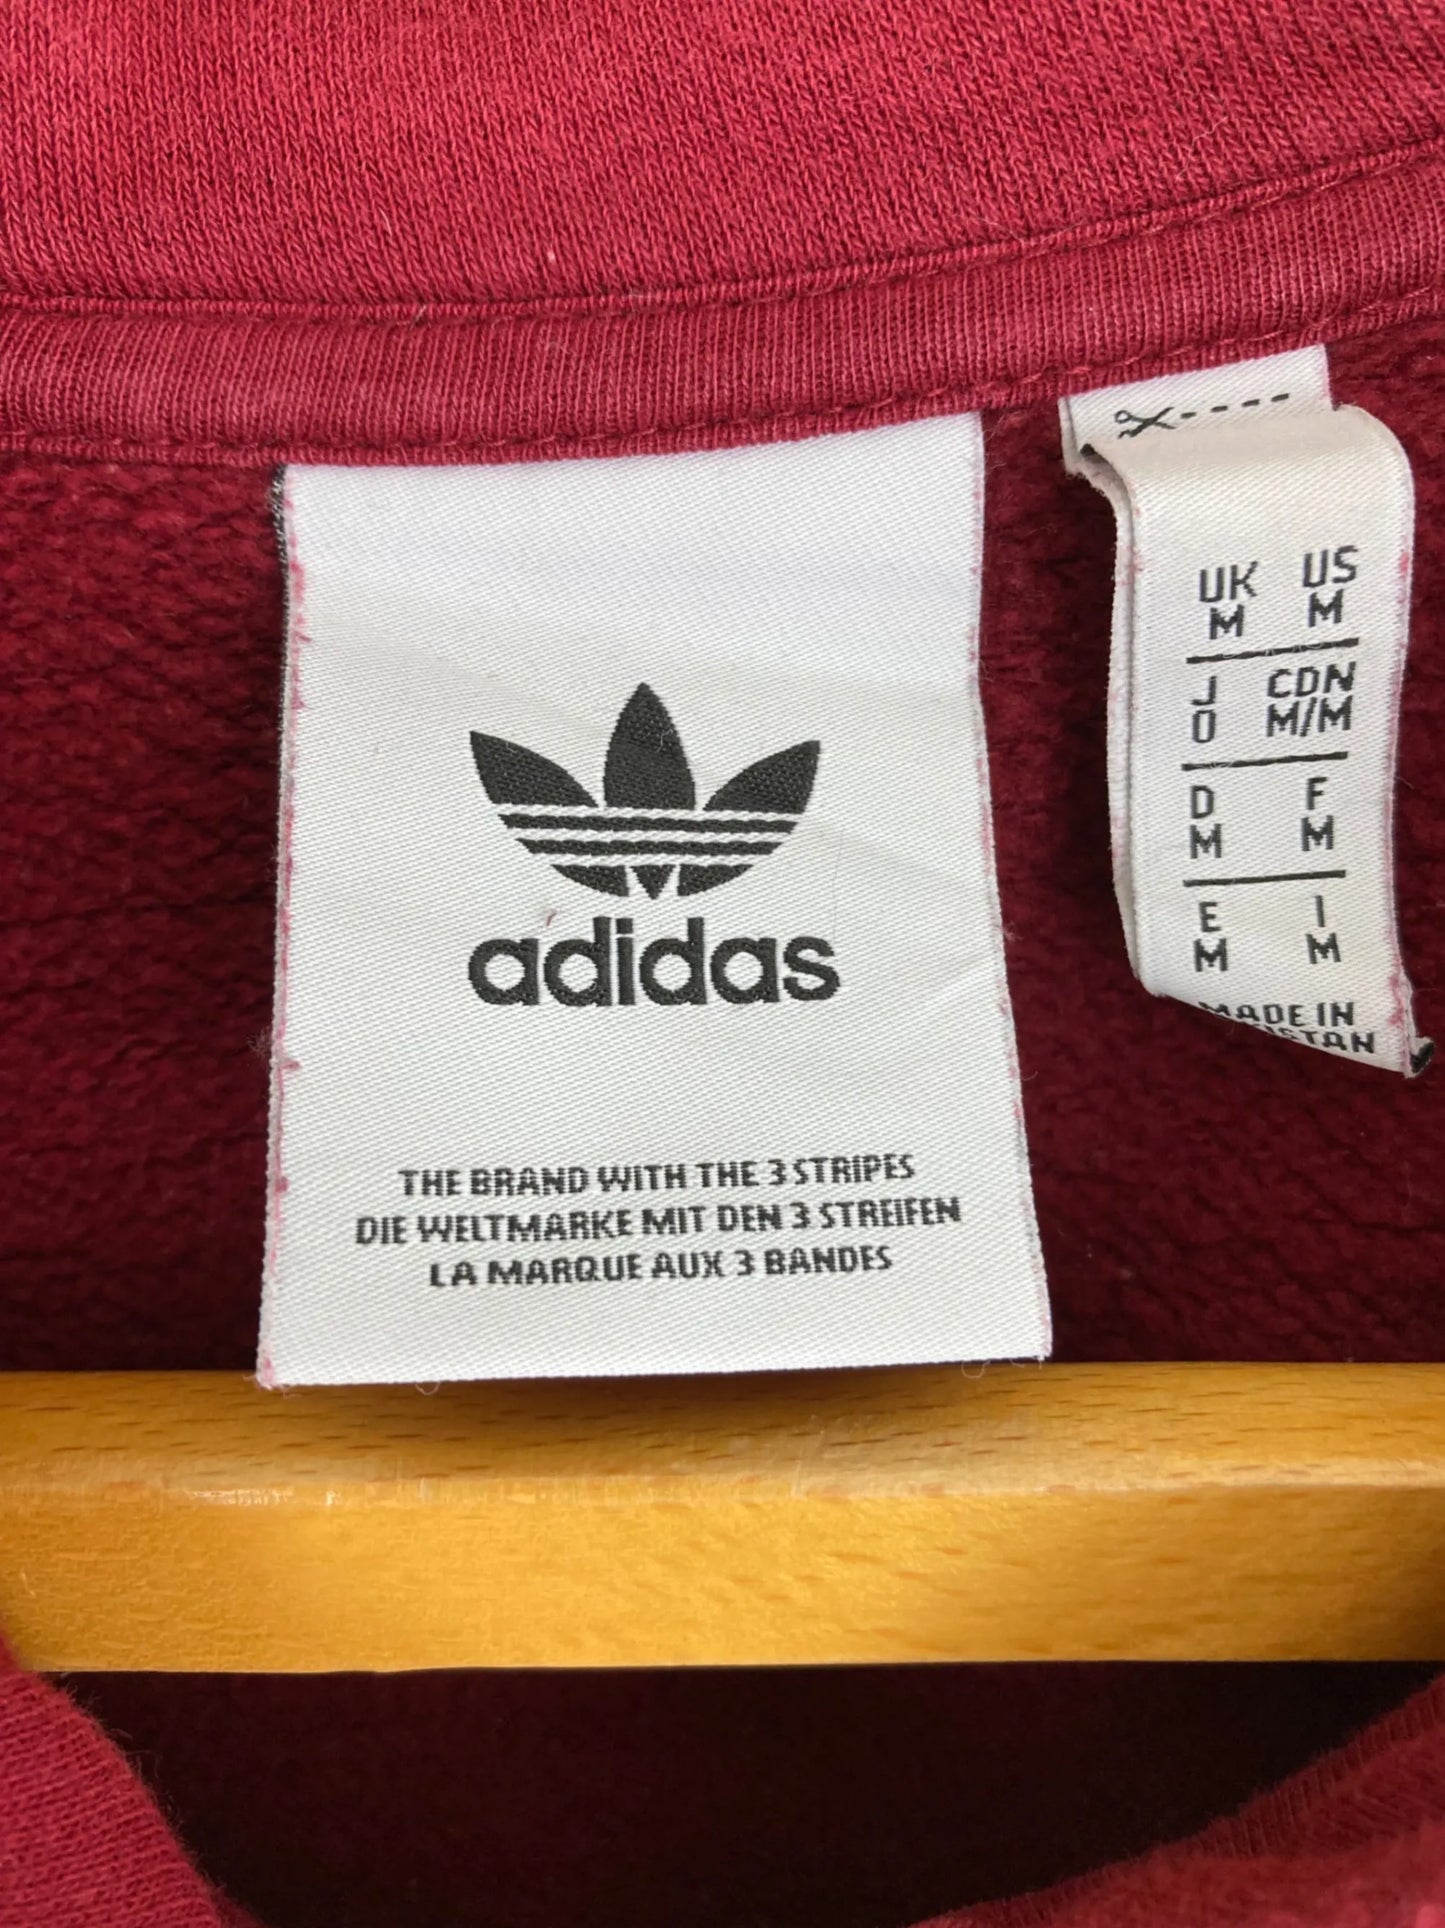 adidas
THE BRAND WITH THE 3 STRIPES
DIE WELTMARKE MIT DEN 3 STREIFEN
LA MARQUE AUX 3 BANDES
UK US
M M
J CDN
O M/M
D F
M M
E I
M M
MADE IN